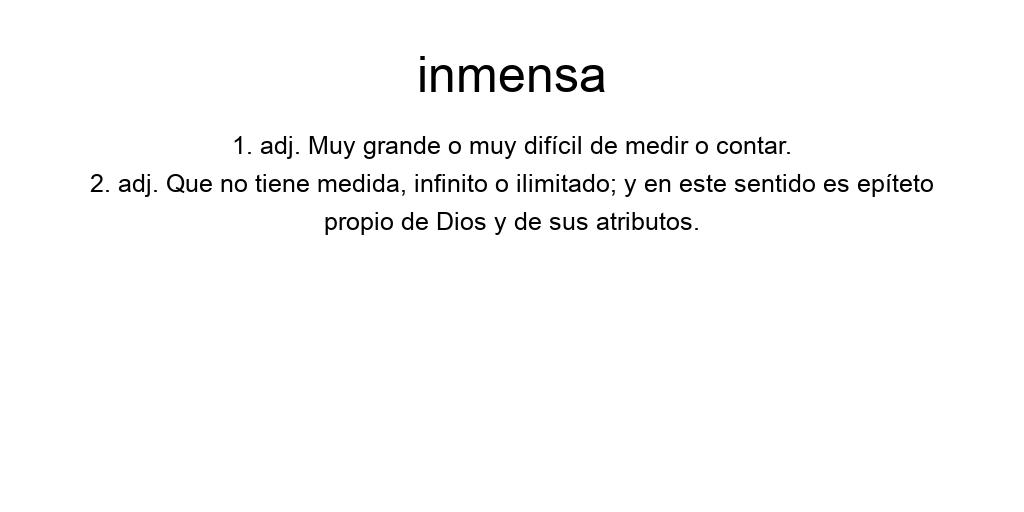 inmensa
1. adj. Muy grande o muy difícil de medir o contar.
2. adj. Que no tiene medida, infinito o ilimitado; y en este sentido es epíteto
propio de Dios y de sus atributos.